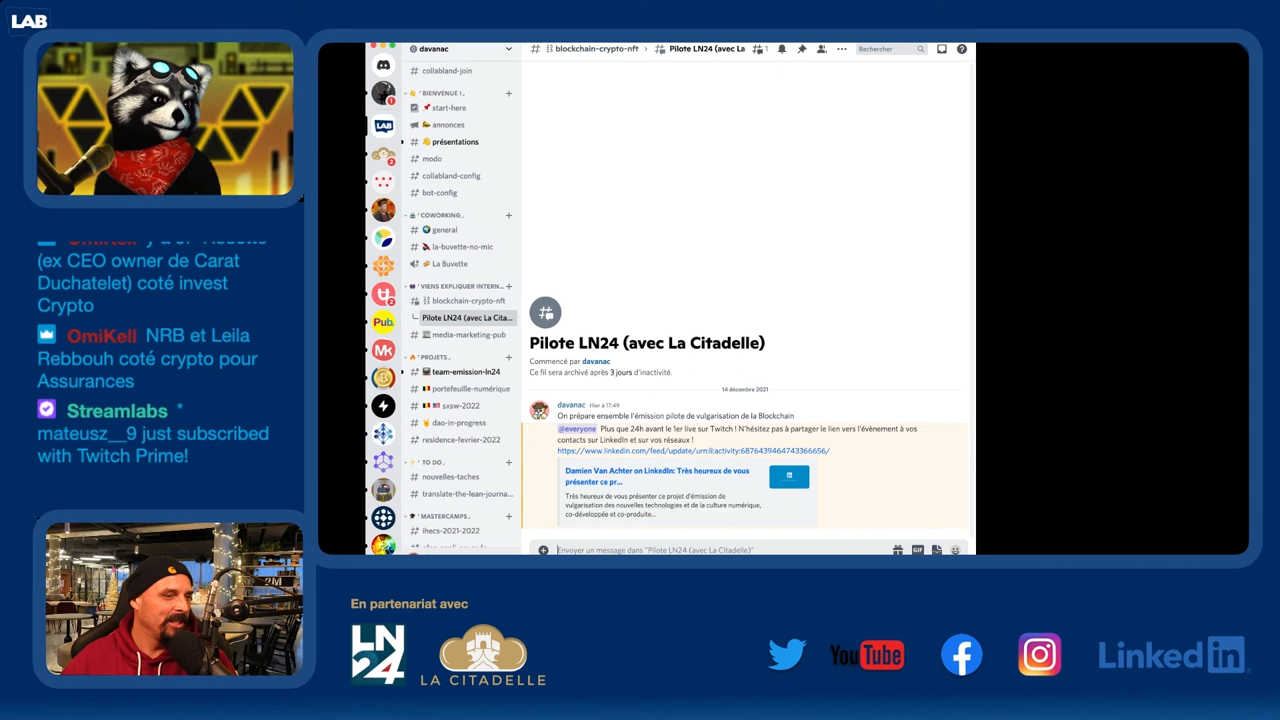 LAB
OmiKell y a
(ex CEO owner de Carat
Duchatelet) coté invest
Crypto
OmiKell NRB et Leila
Rebbouh coté crypto pour
Assurances
Streamlabs *
mateusz__9 just subscribed
with Twitch Prime!
davanac
collabland-join
BIENVENUE !
start-here
annonces
présentations
modo
collabland-config
bot-config
COWORKING
general
la-buvette-no-mic
La Buvette
VIENS EXPLIQUER INTERN...
blockchain-crypto-nft
Pilote LN24 (avec La Cita...
media-marketing-pub
PROJETS
team-emission-ln24
portefeuille-numérique
sxsw-2022
dao-in-progress
residence-fevrier-2022
TO DO
nouvelles-taches
translate-the-lean-journa...
MASTERCAMPS
ihecs-2021-2022
LAB
1
2
2
Pub.
Mk
blockchain-crypto-nft
Pilote LN24 (avec La
1
Rechercher
Pilote LN24 (avec La Citadelle)
Commencé par davanac
Ce fil sera archivé après 3 jours d'inactivité.
14 décembre 2021
davanac Hier à 17:49
On prépare ensemble l'émission pilote de vulgarisation de la Blockchain
@everyone Plus que 24h avant le 1er live sur Twitch ! N'hésitez pas à partager le lien vers l'évènement à vos
contacts sur LinkedIn et sur vos réseaux !
https://www.linkedin.com/feed/update/urn:li:activity:6876439464743366656/
Damien Van Achter on LinkedIn: Très heureux de vous
présenter ce pr...
Très heureux de vous présenter ce projet d'émission de
vulgarisation des nouvelles technologies et de la culture numérique,
co-développée et co-produite...
Envoyer un message dans "Pilote LN24 (avec La Citadelle)"
GIF
En partenariat avec
LN
24
LA CITADELLE
YouTube
LinkedIn